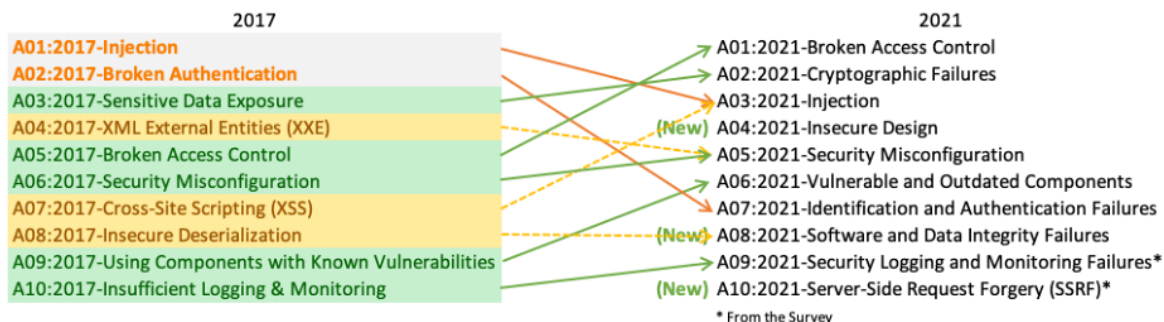 2017
2021
A01:2017-Injection
A02:2017-Broken Authentication
A03:2017-Sensitive Data Exposure
A04:2017-XML External Entities (XXE)
A05:2017-Broken Access Control
A06:2017-Security Misconfiguration
A07:2017-Cross-Site Scripting (XSS)
A08:2017-Insecure Deserialization
A09:2017-Using Components with Known Vulnerabilities
A10:2017-Insufficient Logging & Monitoring
A01:2021-Broken Access Control
A02:2021-Cryptographic Failures
A03:2021-Injection
(New) A04:2021-Insecure Design
A05:2021-Security Misconfiguration
A06:2021-Vulnerable and Outdated Components
A07:2021-Identification and Authentication Failures
(New) A08:2021-Software and Data Integrity Failures
A09:2021-Security Logging and Monitoring Failures*
(New) A10:2021-Server-Side Request Forgery (SSRF)*
* From the Survey